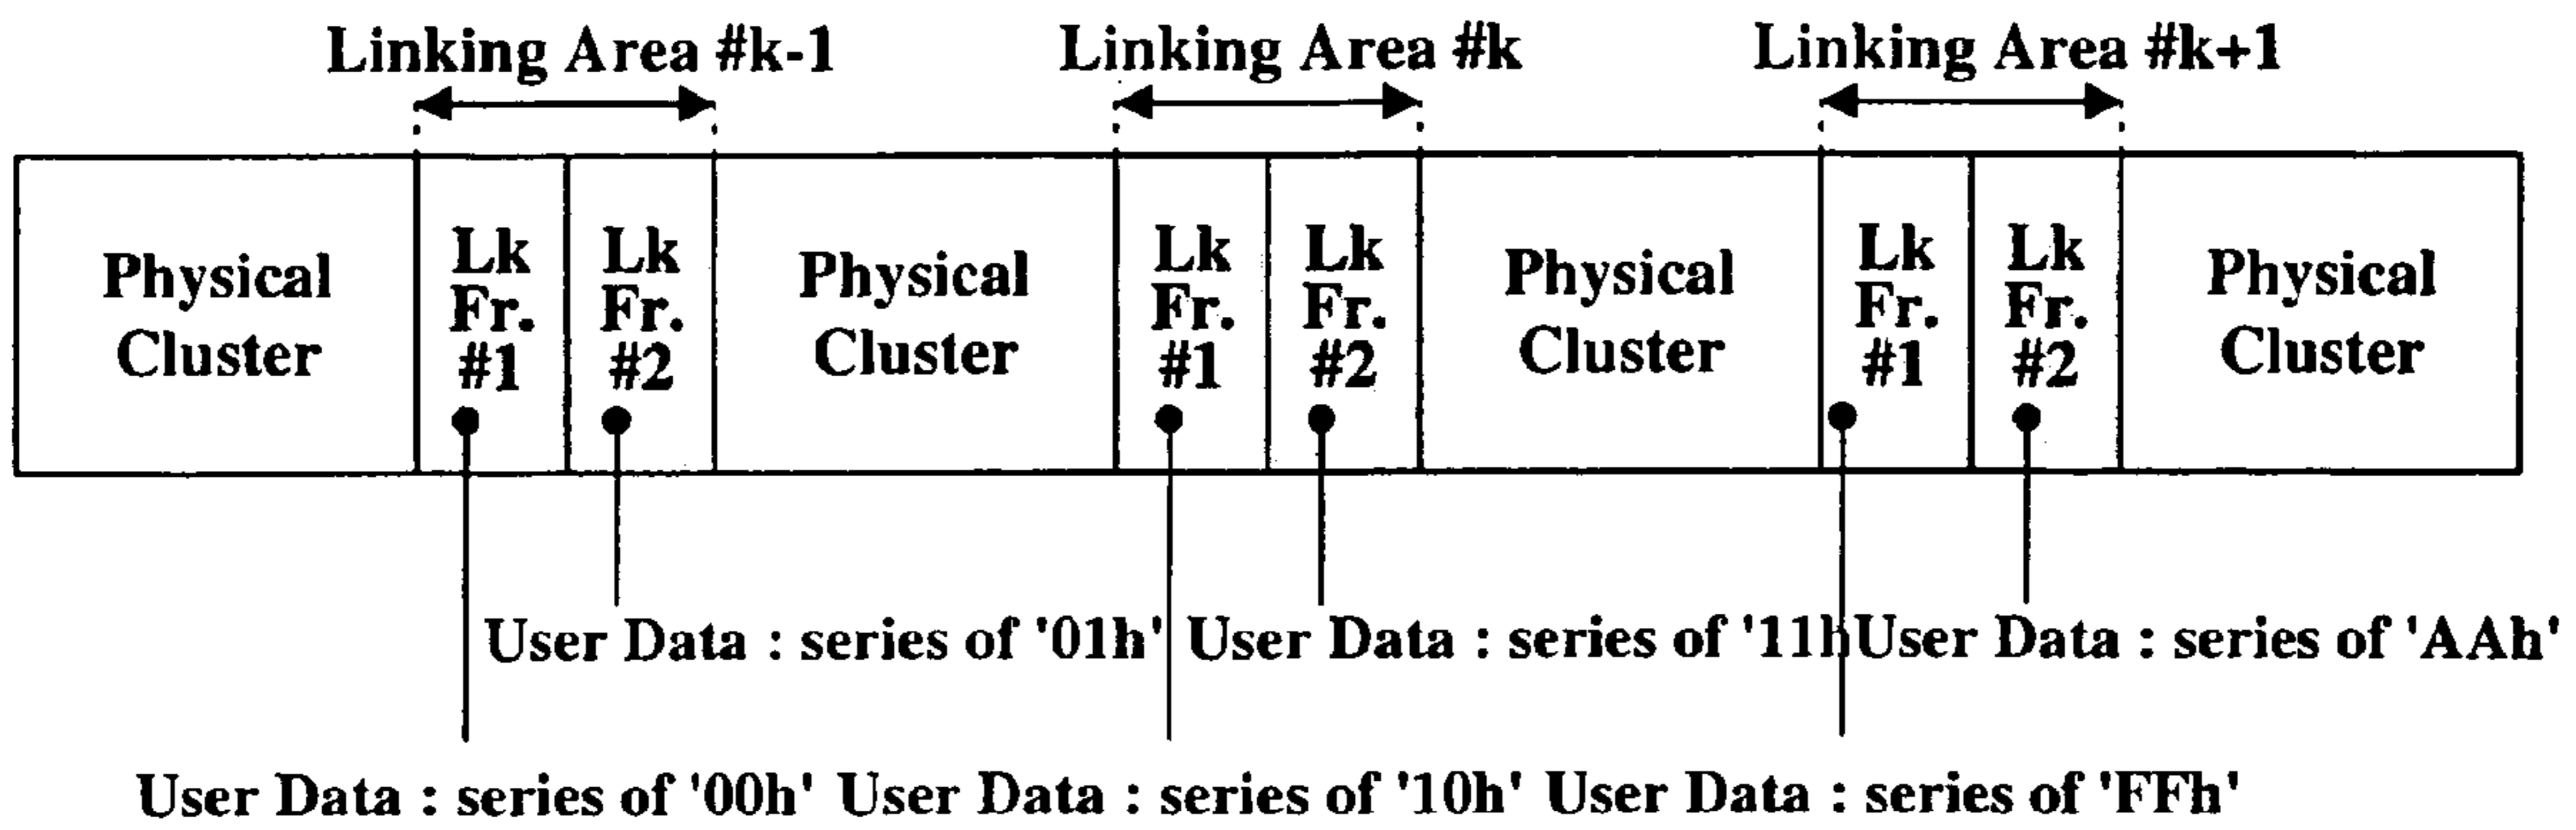 Linking Area #k-1 Linking Area #k Linking Area #k+1
Physical Cluster
Lk Fr. #1
Lk Fr. #2
Physical Cluster
Lk Fr. #1
Lk Fr. #2
Physical Cluster
Lk Fr. #1
Lk Fr. #2
Physical Cluster
User Data : series of '01h' User Data : series of '11h User Data : series of 'AAh'
User Data : series of '00h' User Data : series of '10h' User Data : series of 'FFh'